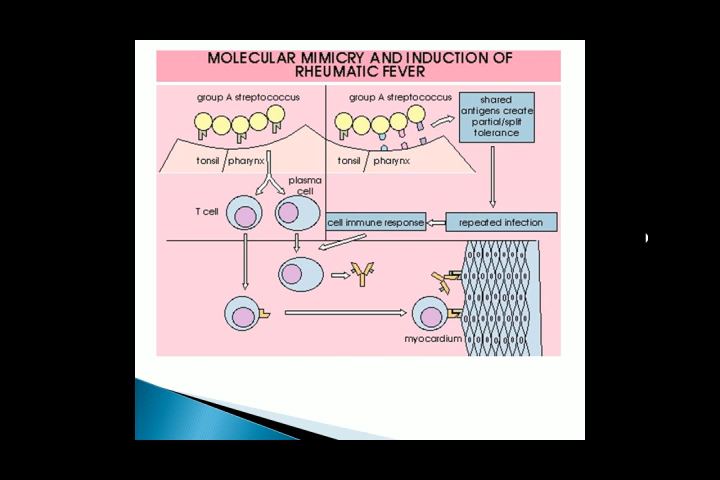 MOLECULAR MIMICRY AND INDUCTION OF
RHEUMATIC FEVER
group A streptococcus
group A streptococcus
shared
antigens create
partial/split
tolerance
tonsil
pharynx
tonsil
pharynx
plasma
cell
T cell
cell immune response
repeated infection
myocardium